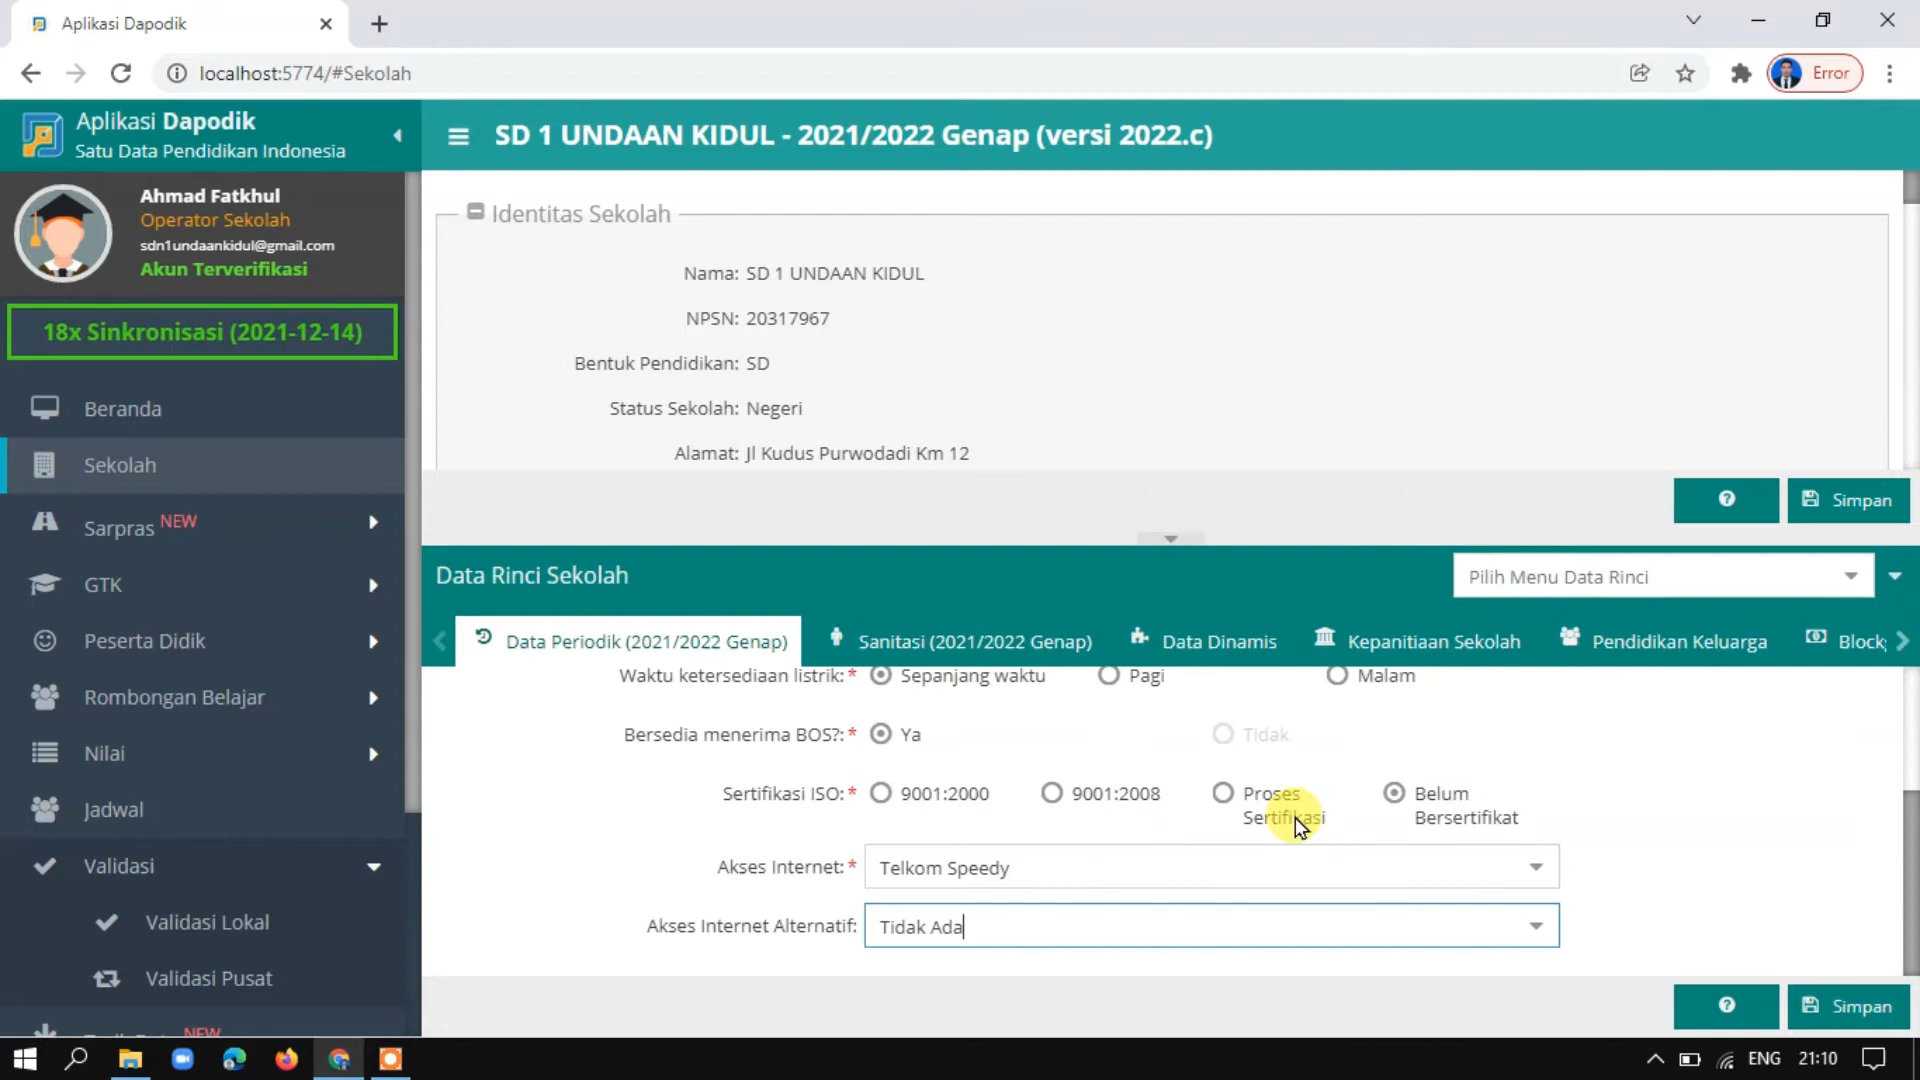 Aplikasi Dapodik
localhost:5774/#Sekolah
Error
Aplikasi Dapodik
Satu Data Pendidikan Indonesia
SD 1 UNDAAN KIDUL - 2021/2022 Genap (versi 2022.c)
Ahmad Fatkhul
Operator Sekolah
sdn1undaankidul@gmail.com
Akun Terverifikasi
18x Sinkronisasi (2021-12-14)
Beranda
Sekolah
Sarpras NEW
GTK
Peserta Didik
Rombongan Belajar
Nilai
Jadwal
Validasi
Validasi Lokal
Validasi Pusat
NEW
Identitas Sekolah
Nama: SD 1 UNDAAN KIDUL
NPSN: 20317967
Bentuk Pendidikan: SD
Status Sekolah: Negeri
Alamat: Jl Kudus Purwodadi Km 12
Simpan
Data Rinci Sekolah
Pilih Menu Data Rinci
Data Periodik (2021/2022 Genap)
Sanitasi (2021/2022 Genap)
Data Dinamis
Kepanitiaan Sekolah
Pendidikan Keluarga
Block
Waktu ketersediaan listrik:* Sepanjang waktu Pagi Malam
Bersedia menerima BOS?:* Ya Tidak
Sertifikasi ISO:* 9001:2000 9001:2008 Proses Sertifikasi Belum Bersertifikat
Akses Internet:* Telkom Speedy
Akses Internet Alternatif: Tidak Ada
Simpan
ENG 21:10